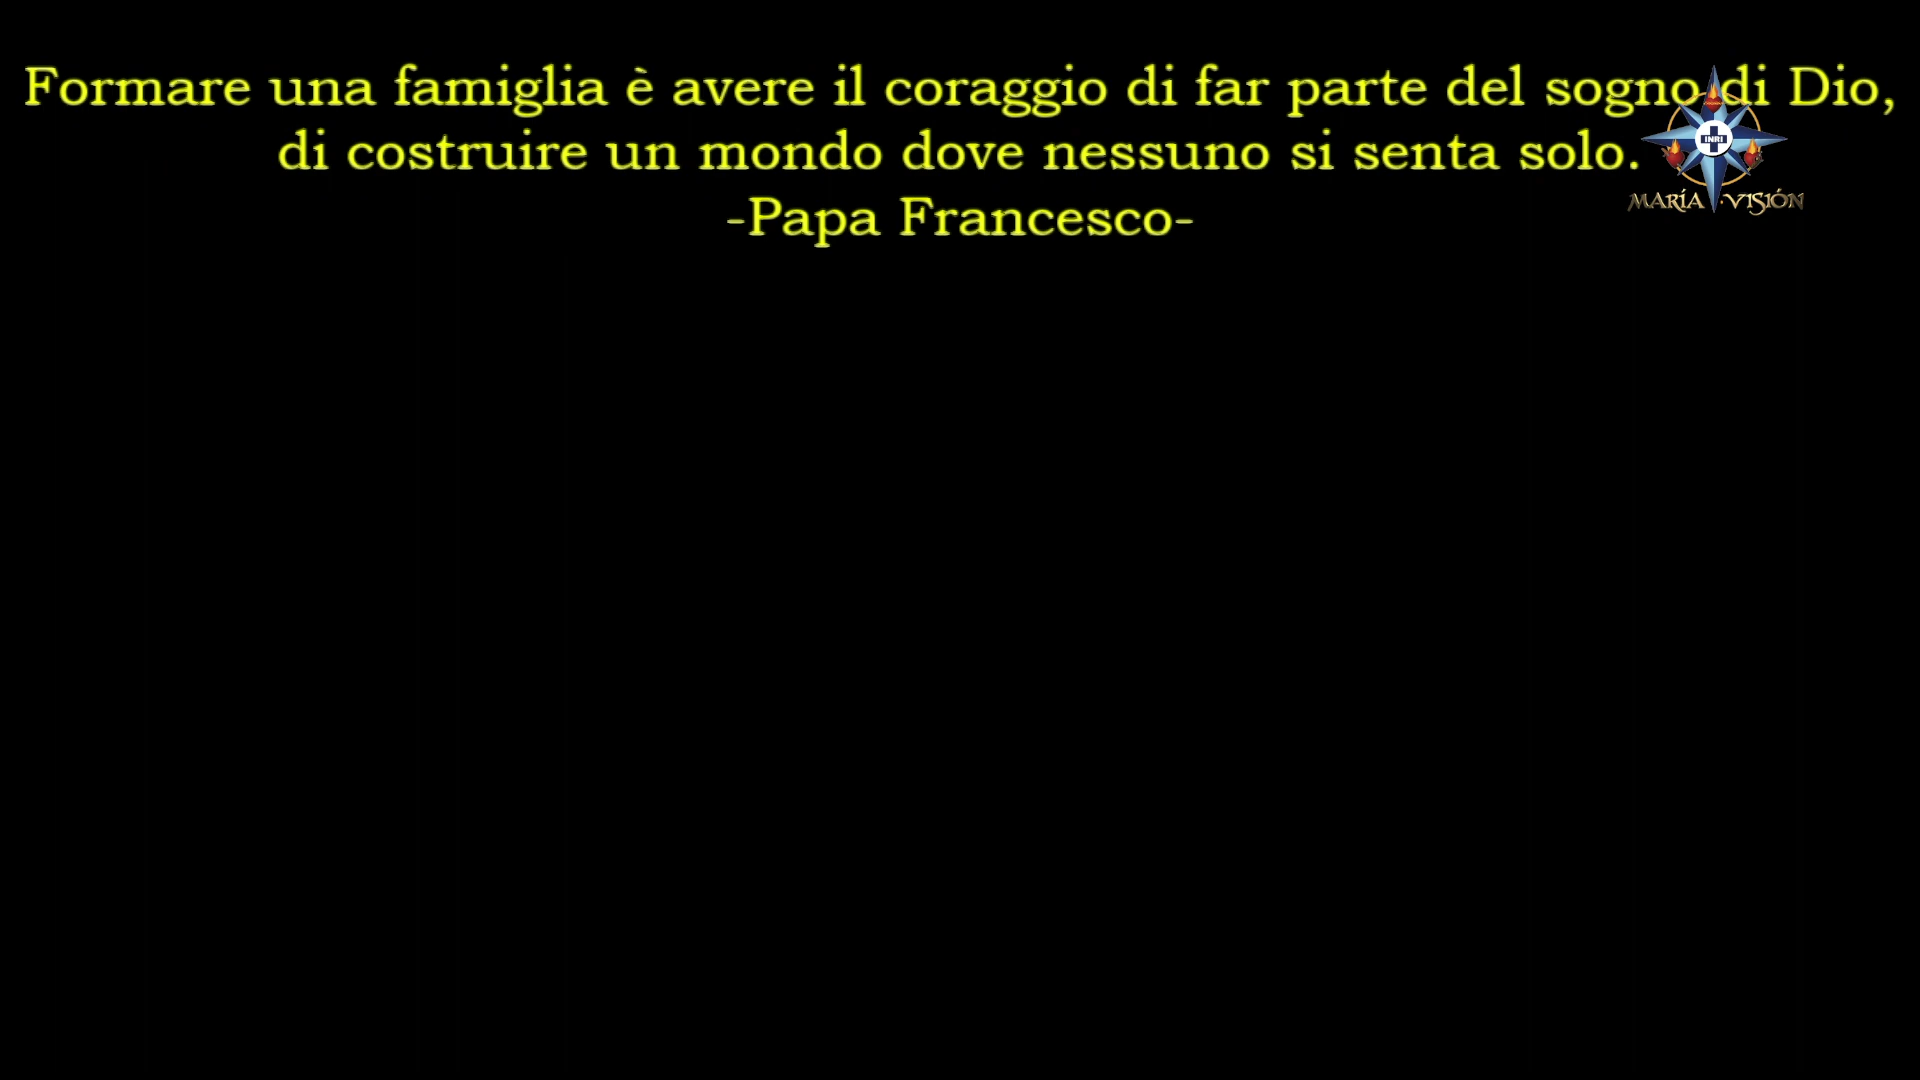 Formare una famiglia è avere il coraggio di far parte del sogno di Dio,
di costruire un mondo dove nessuno si senta solo.
-Papa Francesco-
INRI
MARÍA VISIÓN